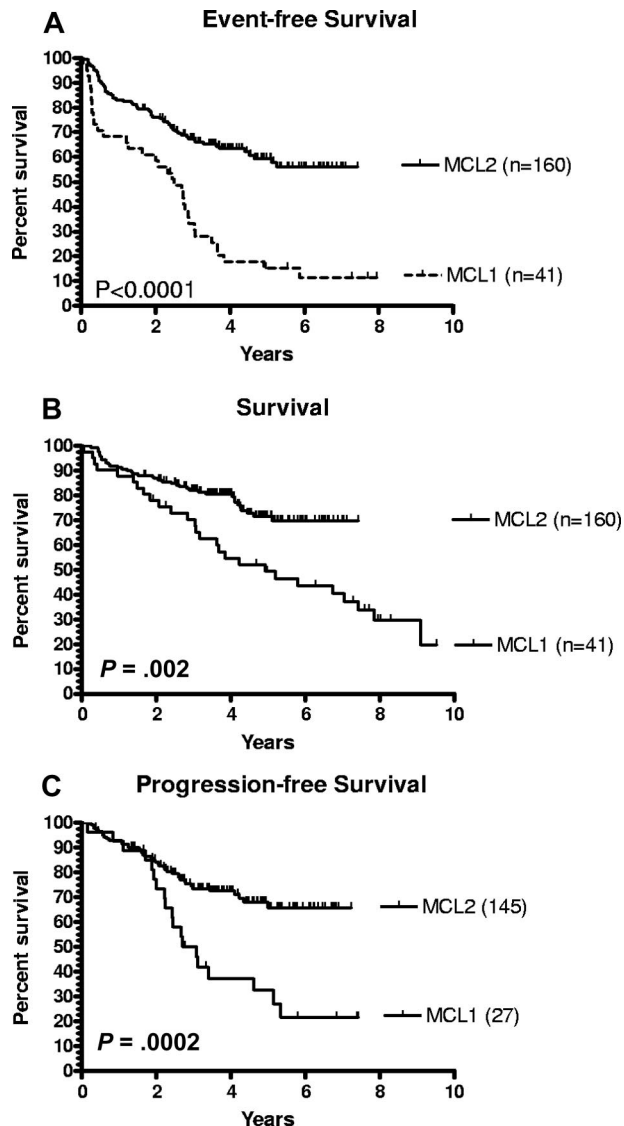 A Event-free Survival
100
90
80
70
60
50
40
30
20
10
0
Percent survival
MCL2 (n=160)
MCL1 (n=41)
P<0.0001
0 2 4 6 8 10
Years
B Survival
100
90
80
70
60
50
40
30
20
10
0
Percent survival
MCL2 (n=160)
MCL1 (n=41)
P = .002
0 2 4 6 8 10
Years
C Progression-free Survival
100
90
80
70
60
50
40
30
20
10
0
Percent survival
MCL2 (145)
MCL1 (27)
P = .0002
0 2 4 6 8 10
Years